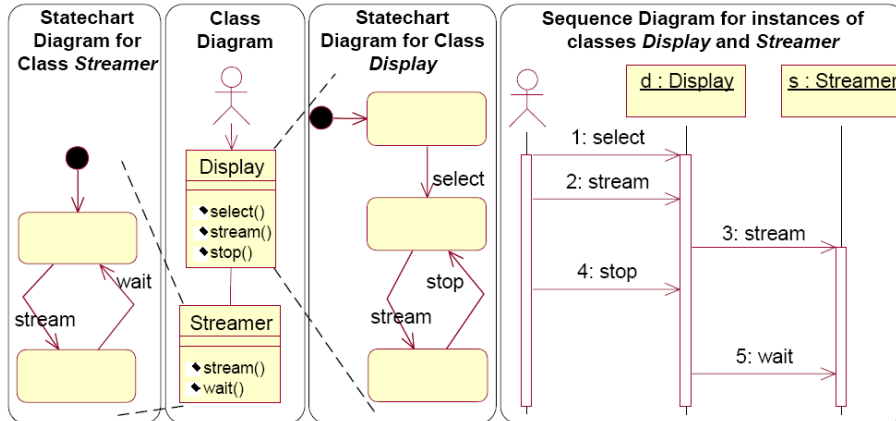 Statechart
Diagram for
Class Streamer
wait
stream
Class
Diagram
Display
select()
stream()
stop()
Streamer
stream()
wait()
Statechart
Diagram for Class
Display
select
stop
stream
Sequence Diagram for instances of
classes Display and Streamer
d : Display
s : Streamer
1: select
2: stream
3: stream
4: stop
5: wait